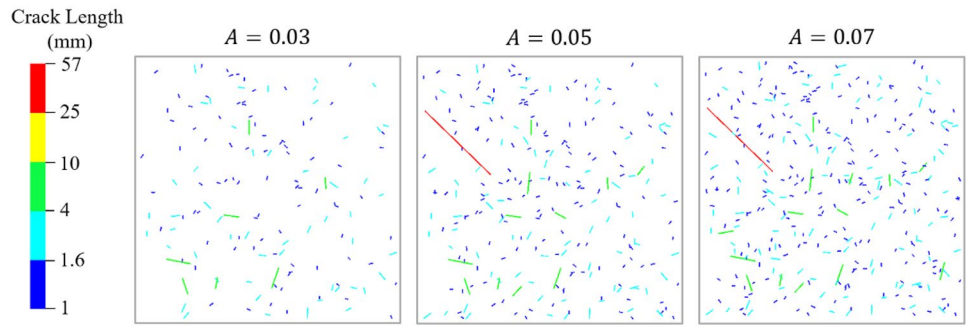 Crack Length
(mm)
57
25
10
4
1.6
1
A = 0.03
A = 0.05
A = 0.07